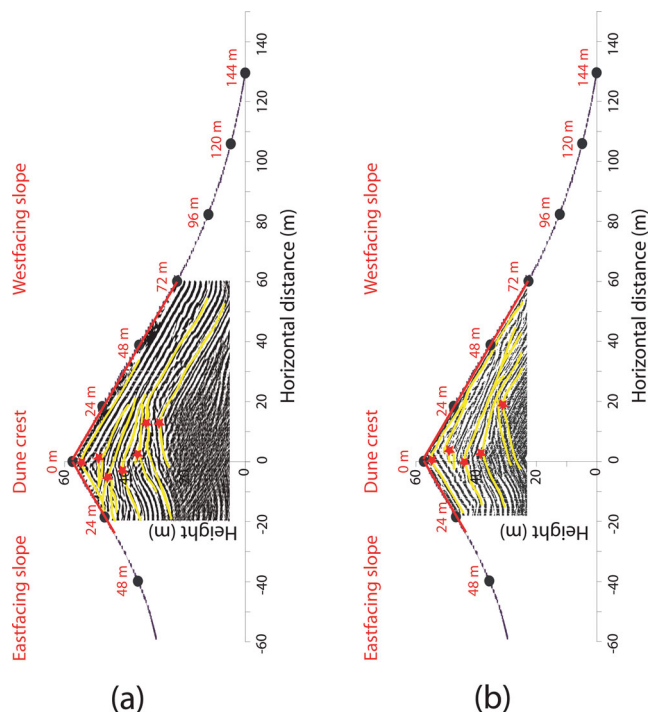 (a)
Eastfacing slope
Dune crest
Westfacing slope
0 m
24 m
24 m
48 m
48 m
72 m
96 m
120 m
144 m
Height (m)
60
-60
-40
-20
0
20
40
60
80
100
120
140
Horizontal distance (m)
(b)
Eastfacing slope
Dune crest
Westfacing slope
0 m
24 m
24 m
48 m
48 m
72 m
96 m
120 m
144 m
Height (m)
60
20
0
-60
-40
-20
0
20
40
60
80
100
120
140
Horizontal distance (m)